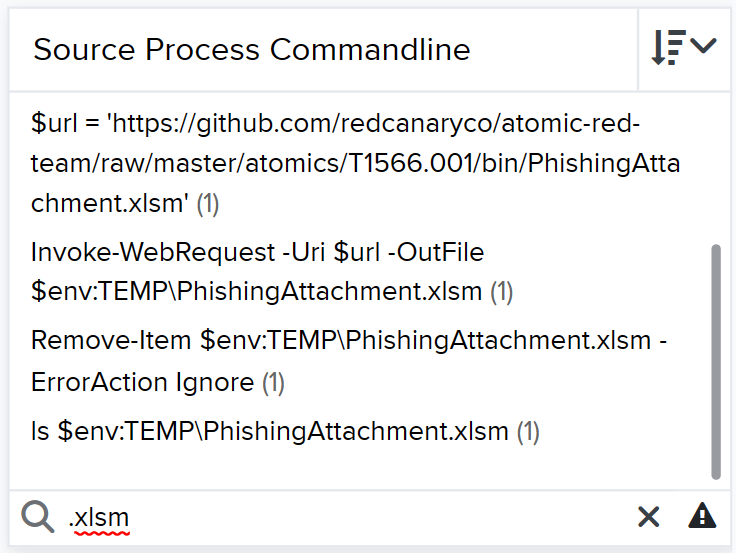 Source Process Commandline
$url = 'https://github.com/redcanaryco/atomic-red-
team/raw/master/atomics/T1566.001/bin/PhishingAtta
chment.xlsm' (1)
Invoke-WebRequest -Uri $url -OutFile
$env:TEMP\PhishingAttachment.xlsm (1)
Remove-Item $env:TEMP\PhishingAttachment.xlsm -
ErrorAction Ignore (1)
ls $env:TEMP\PhishingAttachment.xlsm (1)
.xlsm